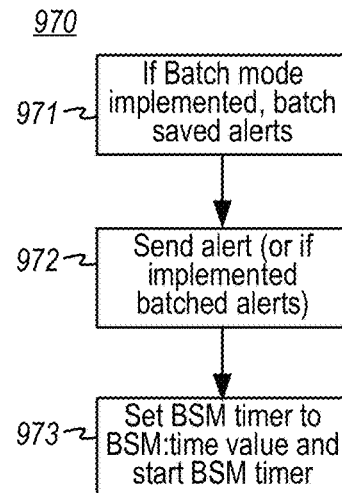 970
If Batch mode
implemented, batch
saved alerts
971
Send alert (or if
implemented
batched alerts)
972
Set BSM timer to
BSM:time value and
start BSM timer
973